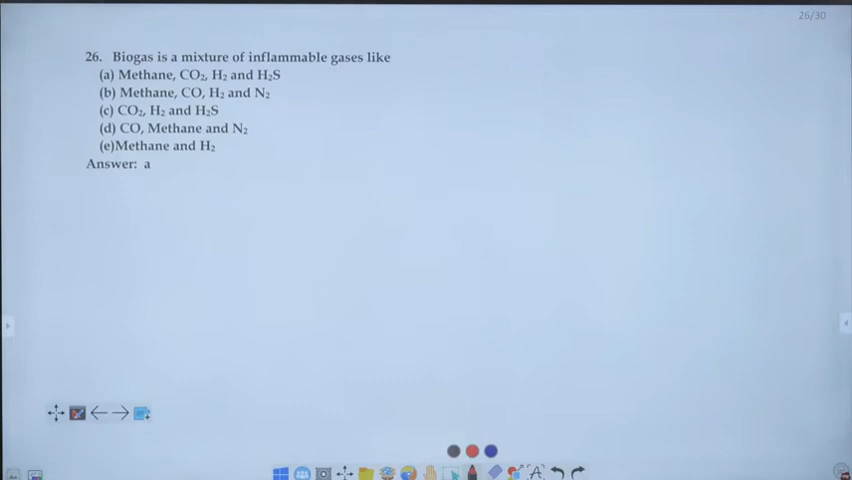 26/30
26. Biogas is a mixture of inflammable gases like
(a) Methane, CO₂, H₂ and H₂S
(b) Methane, CO, H₂ and N₂
(c) CO₂, H₂ and H₂S
(d) CO, Methane and N₂
(e)Methane and H₂
Answer: a